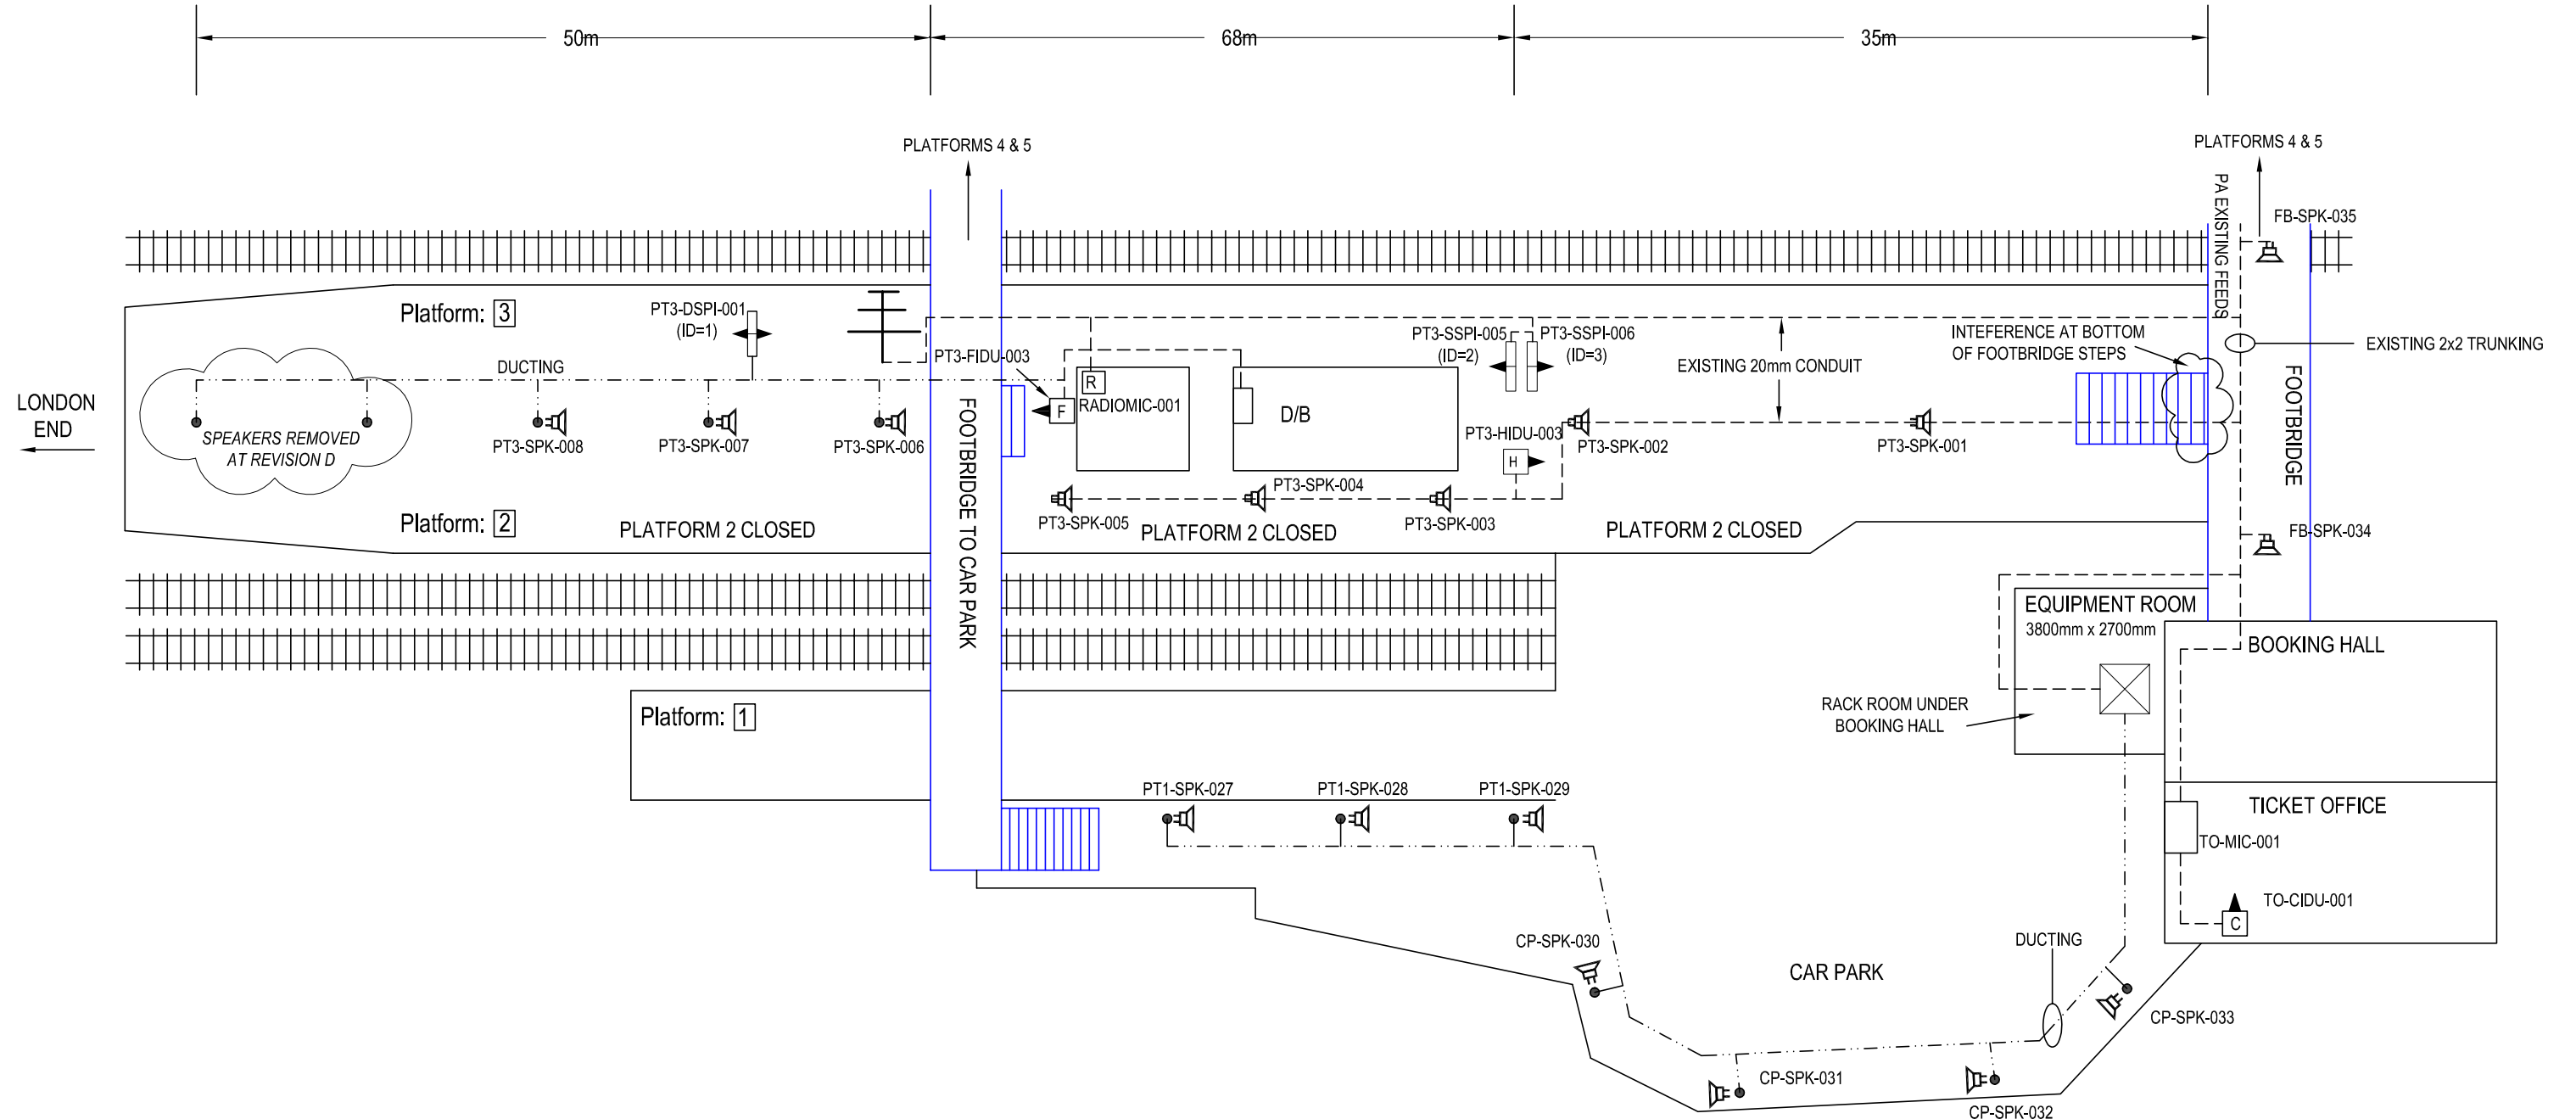 50m
68m
35m
PLATFORMS 4 & 5
PLATFORMS 4 & 5
PA EXISTING FEEDS
FB-SPK-035
Platform: 3
PT3-DSPI-001
(ID=1)
PT3-FIDU-003
PT3-SSPI-005
(ID=2)
PT3-SSPI-006
(ID=3)
EXISTING 20mm CONDUIT
INTEFERENCE AT BOTTOM
OF FOOTBRIDGE STEPS
EXISTING 2x2 TRUNKING
DUCTING
LONDON
END
SPEAKERS REMOVED
AT REVISION D
PT3-SPK-008
PT3-SPK-007
PT3-SPK-006
F
R
RADIOMIC-001
D/B
PT3-HIDU-003
H
PT3-SPK-002
PT3-SPK-001
FOOTBRIDGE
FOOTBRIDGE TO CAR PARK
PT3-SPK-005
PT3-SPK-004
PT3-SPK-003
Platform: 2
PLATFORM 2 CLOSED
PLATFORM 2 CLOSED
PLATFORM 2 CLOSED
FB-SPK-034
EQUIPMENT ROOM
3800mm x 2700mm
BOOKING HALL
RACK ROOM UNDER
BOOKING HALL
Platform: 1
PT1-SPK-027
PT1-SPK-028
PT1-SPK-029
TICKET OFFICE
TO-MIC-001
TO-CIDU-001
C
CP-SPK-030
CAR PARK
DUCTING
CP-SPK-033
CP-SPK-031
CP-SPK-032